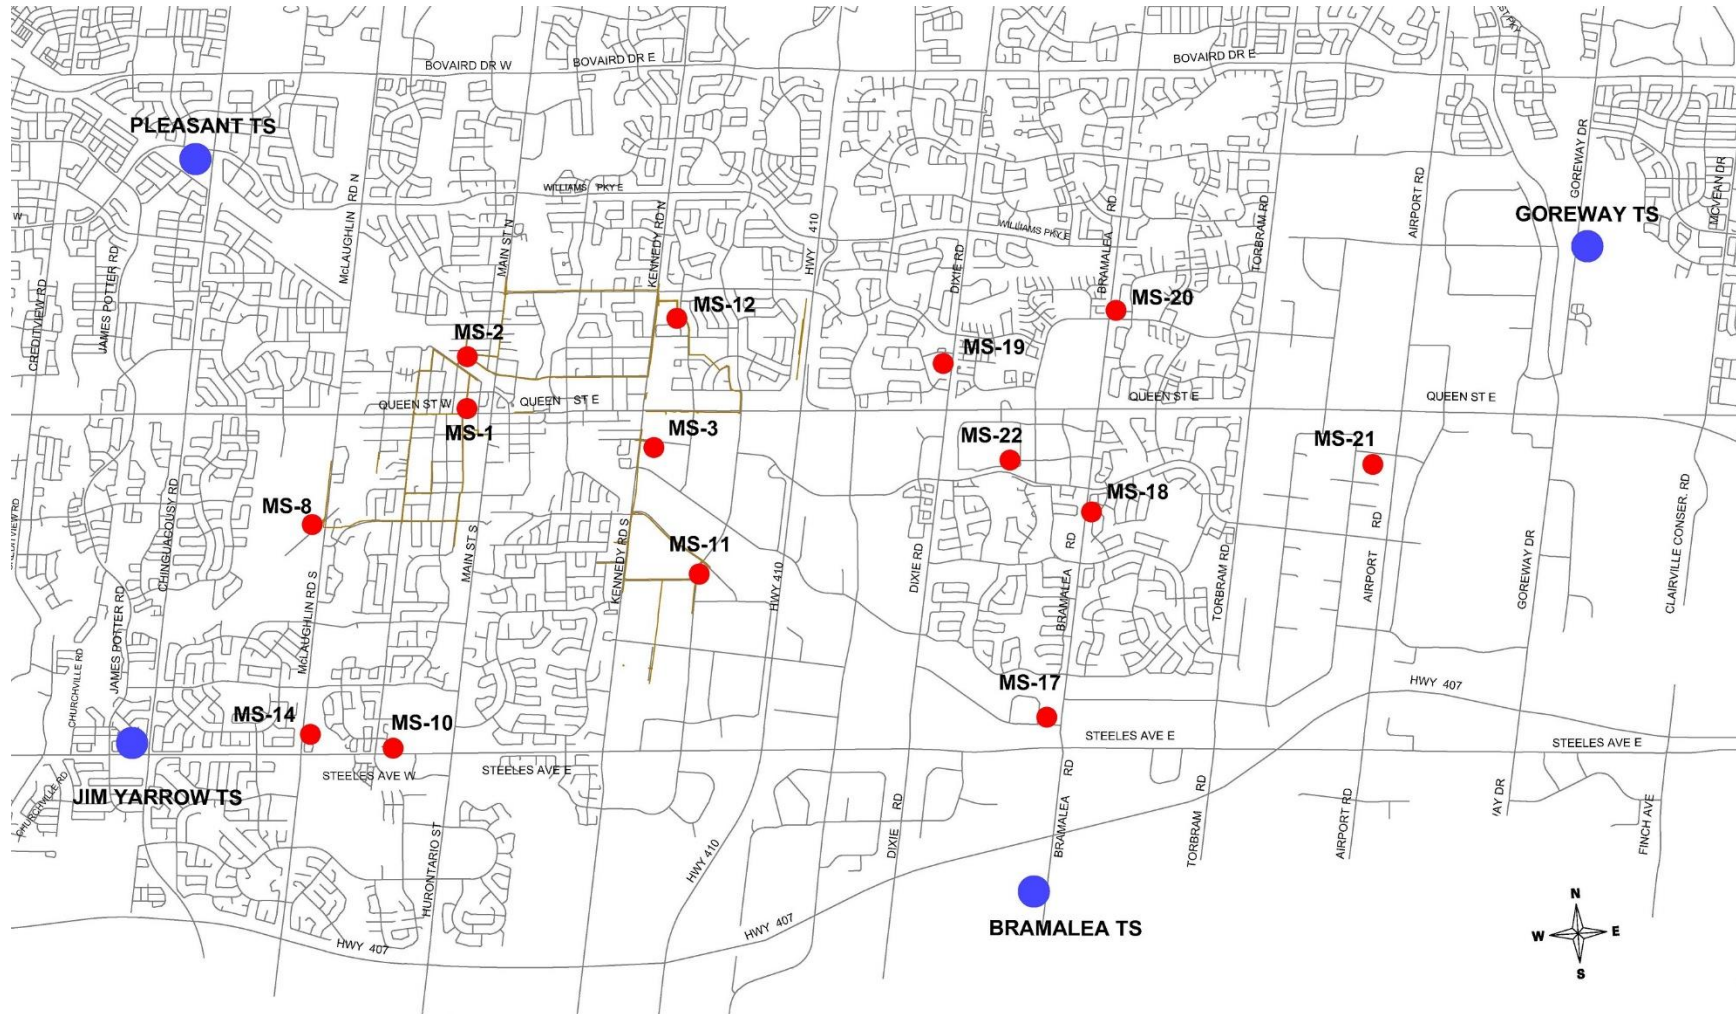 ST PKY
BOVAIRD DR W
BOVAIRD DR E
BOVAIRD DR E
PLEASANT TS
GOREWAY DR
McLAUGHLIN RD N
WILLIAMS PKY E
MCVEAN DR
W
KENNEDY RD N
AIRPORT RD
RD
TORBRAM RD
GOREWAY TS
MAIN ST N
HWY 410
WILLIAMS PKY E
JAMES POTTER RD
DIXIE RD
BRAMALEA
CREDITVIEW RD
MS-12
MS-20
MS-2
MS-19
QUEEN ST W
QUEEN ST E
QUEEN ST E
QUEEN ST E
MS-1
MS-3
MS-22
MS-21
MS-8
CHINGUACOUSY RD
MS-18
CLAIRVILLE CONSER. RD
RD
RD
MAIN ST S
MS-11
KENNEDY RD S
HWY 410
DIXIE RD
BRAMALEA
TORBRAM RD
AIRPORT
GOREWAY DR
McLAUGHLIN RD S
JAMES POTTER RD
CHURCHVILLE RD
MS-17
HWY 407
MS-14
MS-10
STEELES AVE E
STEELES AVE E
STEELES AVE W
STEELES AVE E
JIM YARROW TS
CHURCHVILLE RD
RD
RD
RD
HURONTARIO ST
HWY 410
DIXIE
BRAMALEA
TORBRAM
AIRPORT RD
FINCH AVE
BRAMALEA TS
HWY 407
HWY 407
N
W
E
S